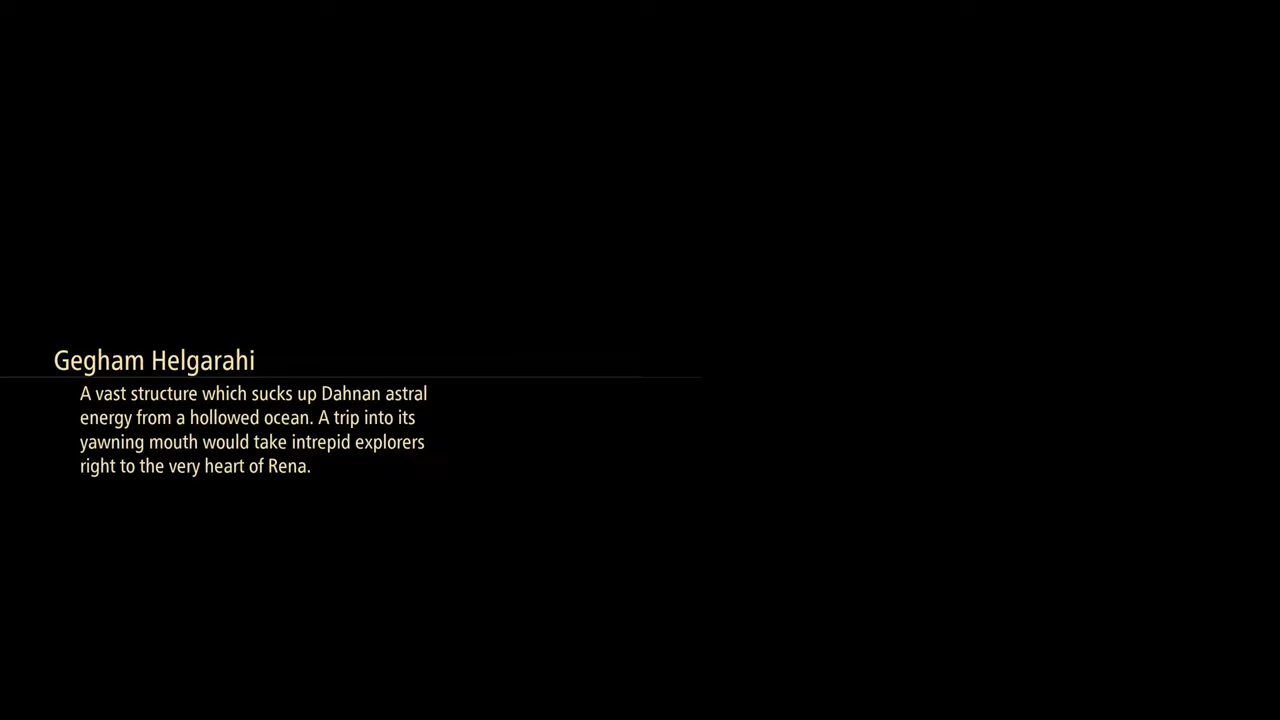 Gegham Helgarahi
A vast structure which sucks up Dahnan astral
energy from a hollowed ocean. A trip into its
yawning mouth would take intrepid explorers
right to the very heart of Rena.